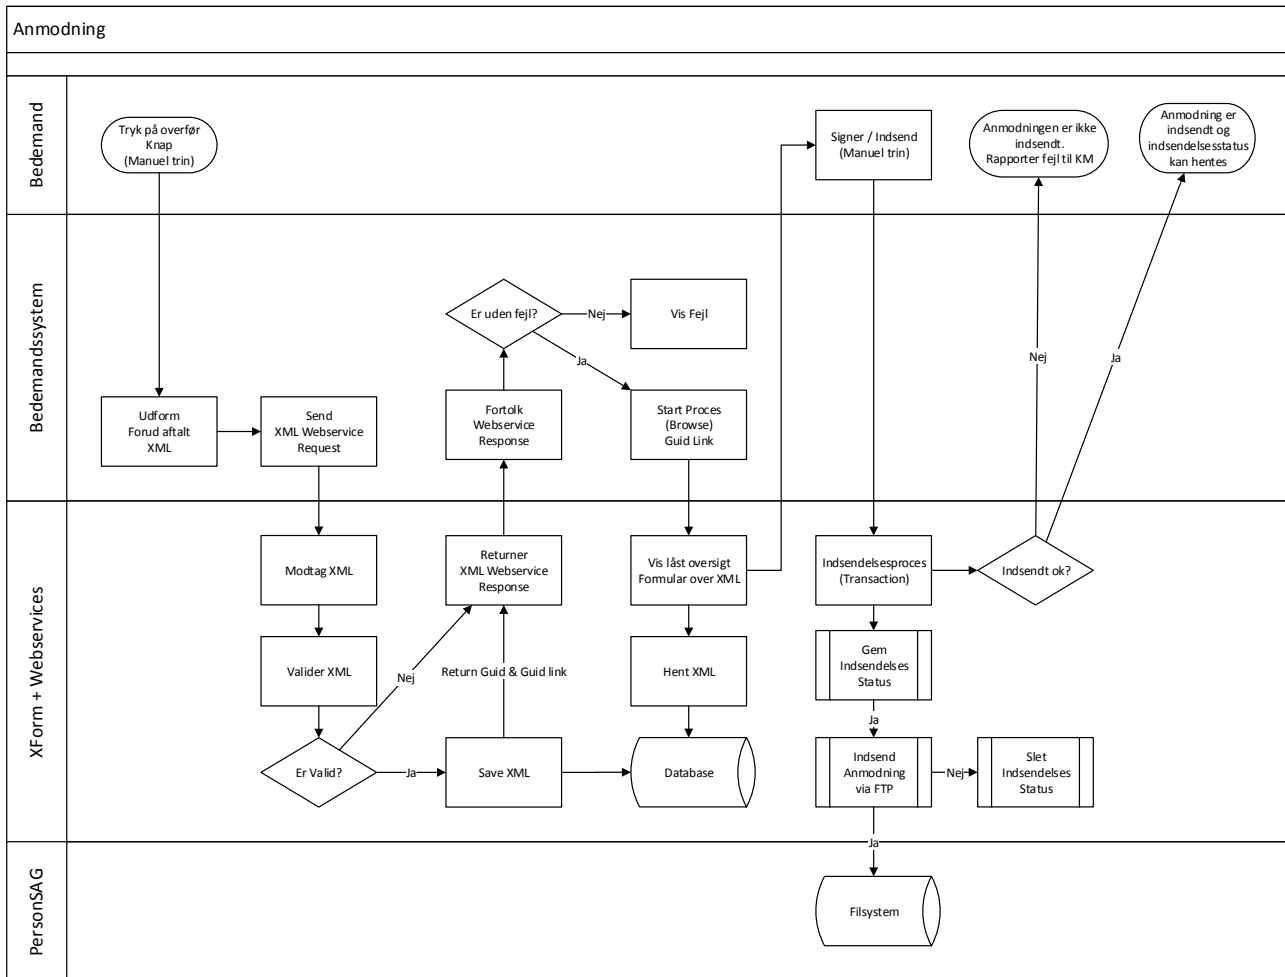 Anmodning
Bedemand
Tryk på overfør
Knap
(Manuel trin)
Signer / Indsend
(Manuel trin)
Anmodningen er ikke
indsendt.
Rapporter fejl til KM
Anmodning er
indsendt og
indsendelsesstatus
kan hentes
Bedemandssystem
Er uden fejl?
Nej
Vis Fejl
Ja
Nej
Ja
Udform
Forud aftalt
XML
Send
XML Webservice
Request
Fortolk
Webservice
Response
Start Proces
(Browse)
Guid Link
XForm + Webservices
Modtag XML
Returner
XML Webservice
Response
Vis låst oversigt
Formular over XML
Indsendelsesproces
(Transaction)
Indsendt ok?
Valider XML
Nej
Return Guid & Guid link
Hent XML
Gem
Indsendelses
Status
Ja
Er Valid?
Ja
Save XML
Database
Indsend
Anmodning
via FTP
Nej
Slet
Indsendelses
Status
Ja
PersonSAG
Filsystem